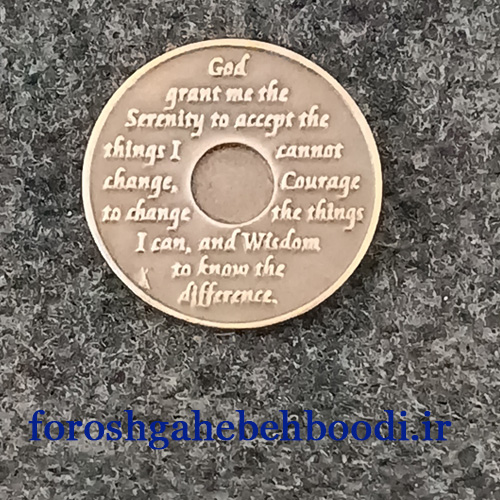 God
grant me the
Serenity to accept the
things I cannot
change, Courage
to change the things
I can, and Wisdom
to know the
difference.
foroshgahebehboodi.ir